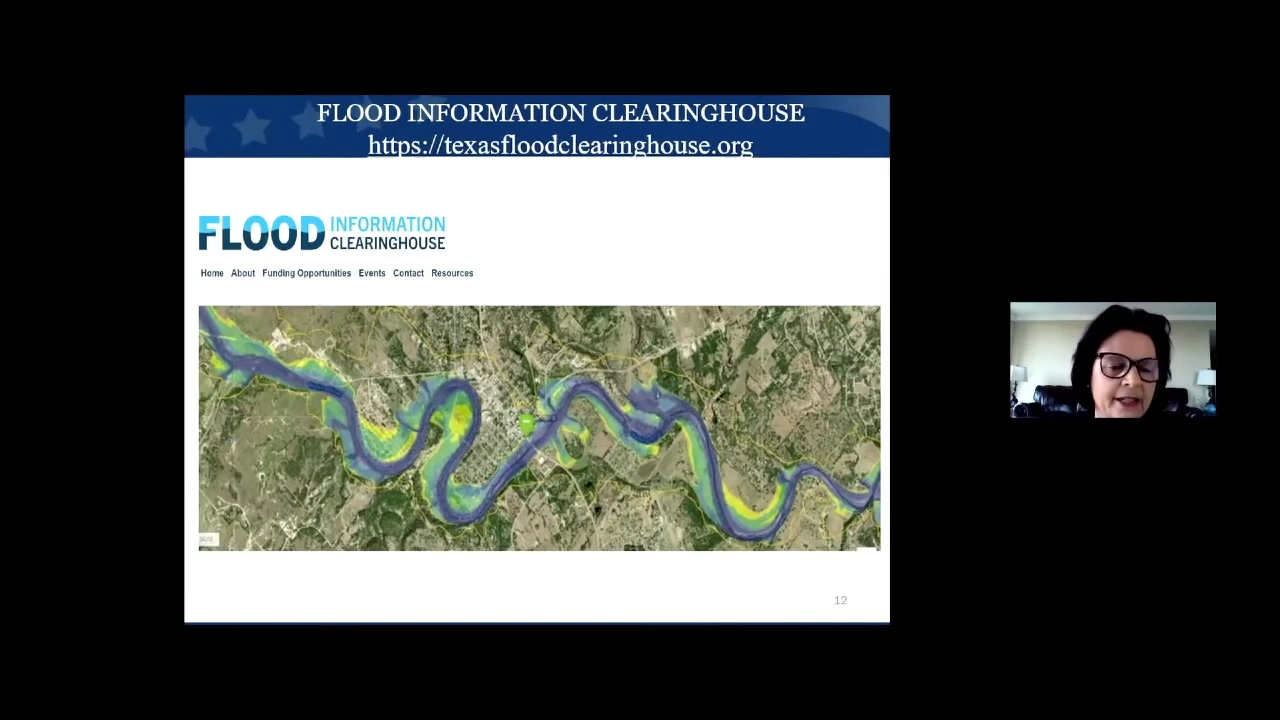 FLOOD INFORMATION CLEARINGHOUSE
https://texasfloodclearinghouse.org
FLOOD INFORMATION
CLEARINGHOUSE
Home About Funding Opportunities Events Contact Resources
12